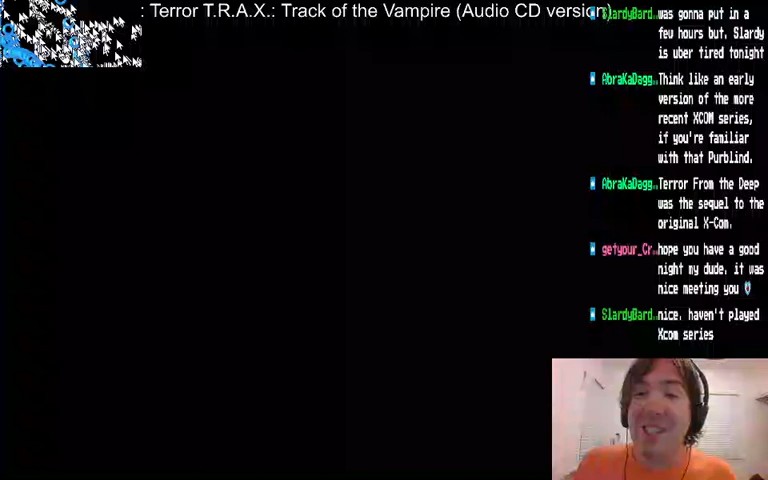 : Terror T.R.A.X.: Track of the Vampire (Audio CD version)
SlardyBard.. was gonna put in a
few hours but. Slardy
is uber tired tonight
AbraKaDagg.. Think like an early
version of the more
recent XCOM series,
if you're familiar
with that Purblind.
AbraKaDagg.. Terror From the Deep
was the sequel to the
original X-Com.
getyour_Cr.. hope you have a good
night my dude. it was
nice meeting you
SlardyBard.. nice. haven't played
Xcom series